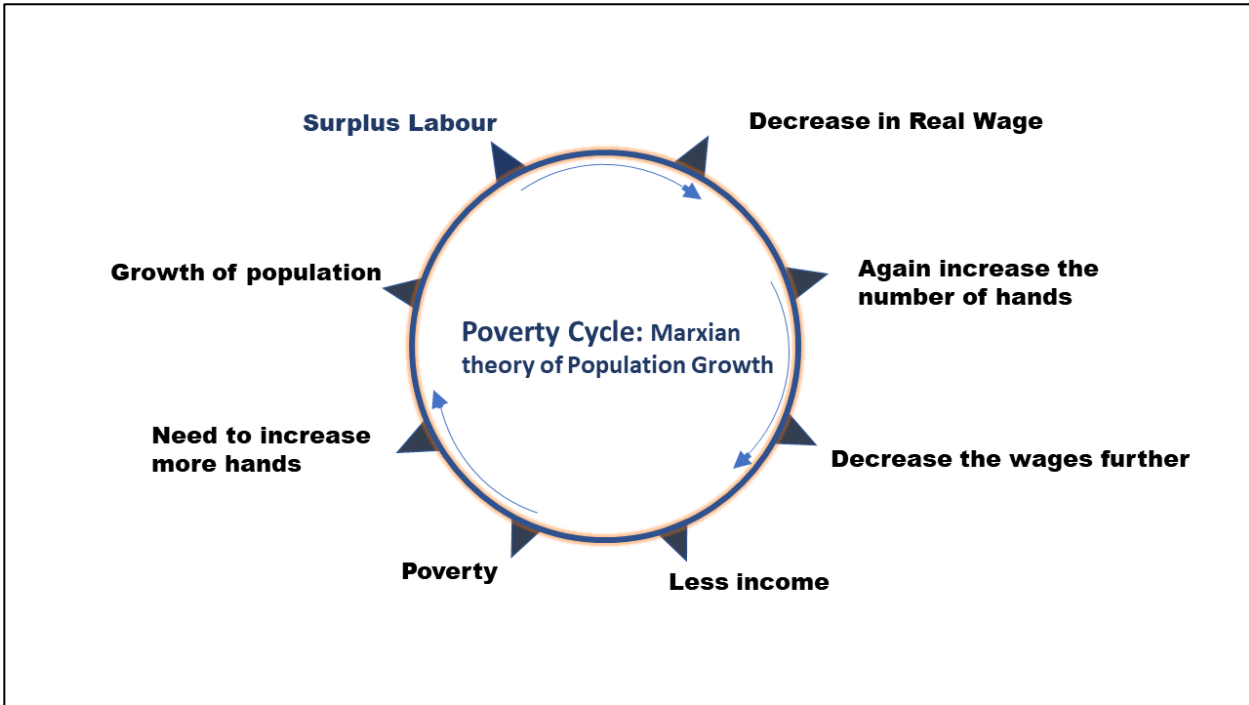 Surplus Labour
Decrease in Real Wage
Again increase the
number of hands
Decrease the wages further
Less income
Poverty
Need to increase
more hands
Growth of population
Poverty Cycle: Marxian
theory of Population Growth